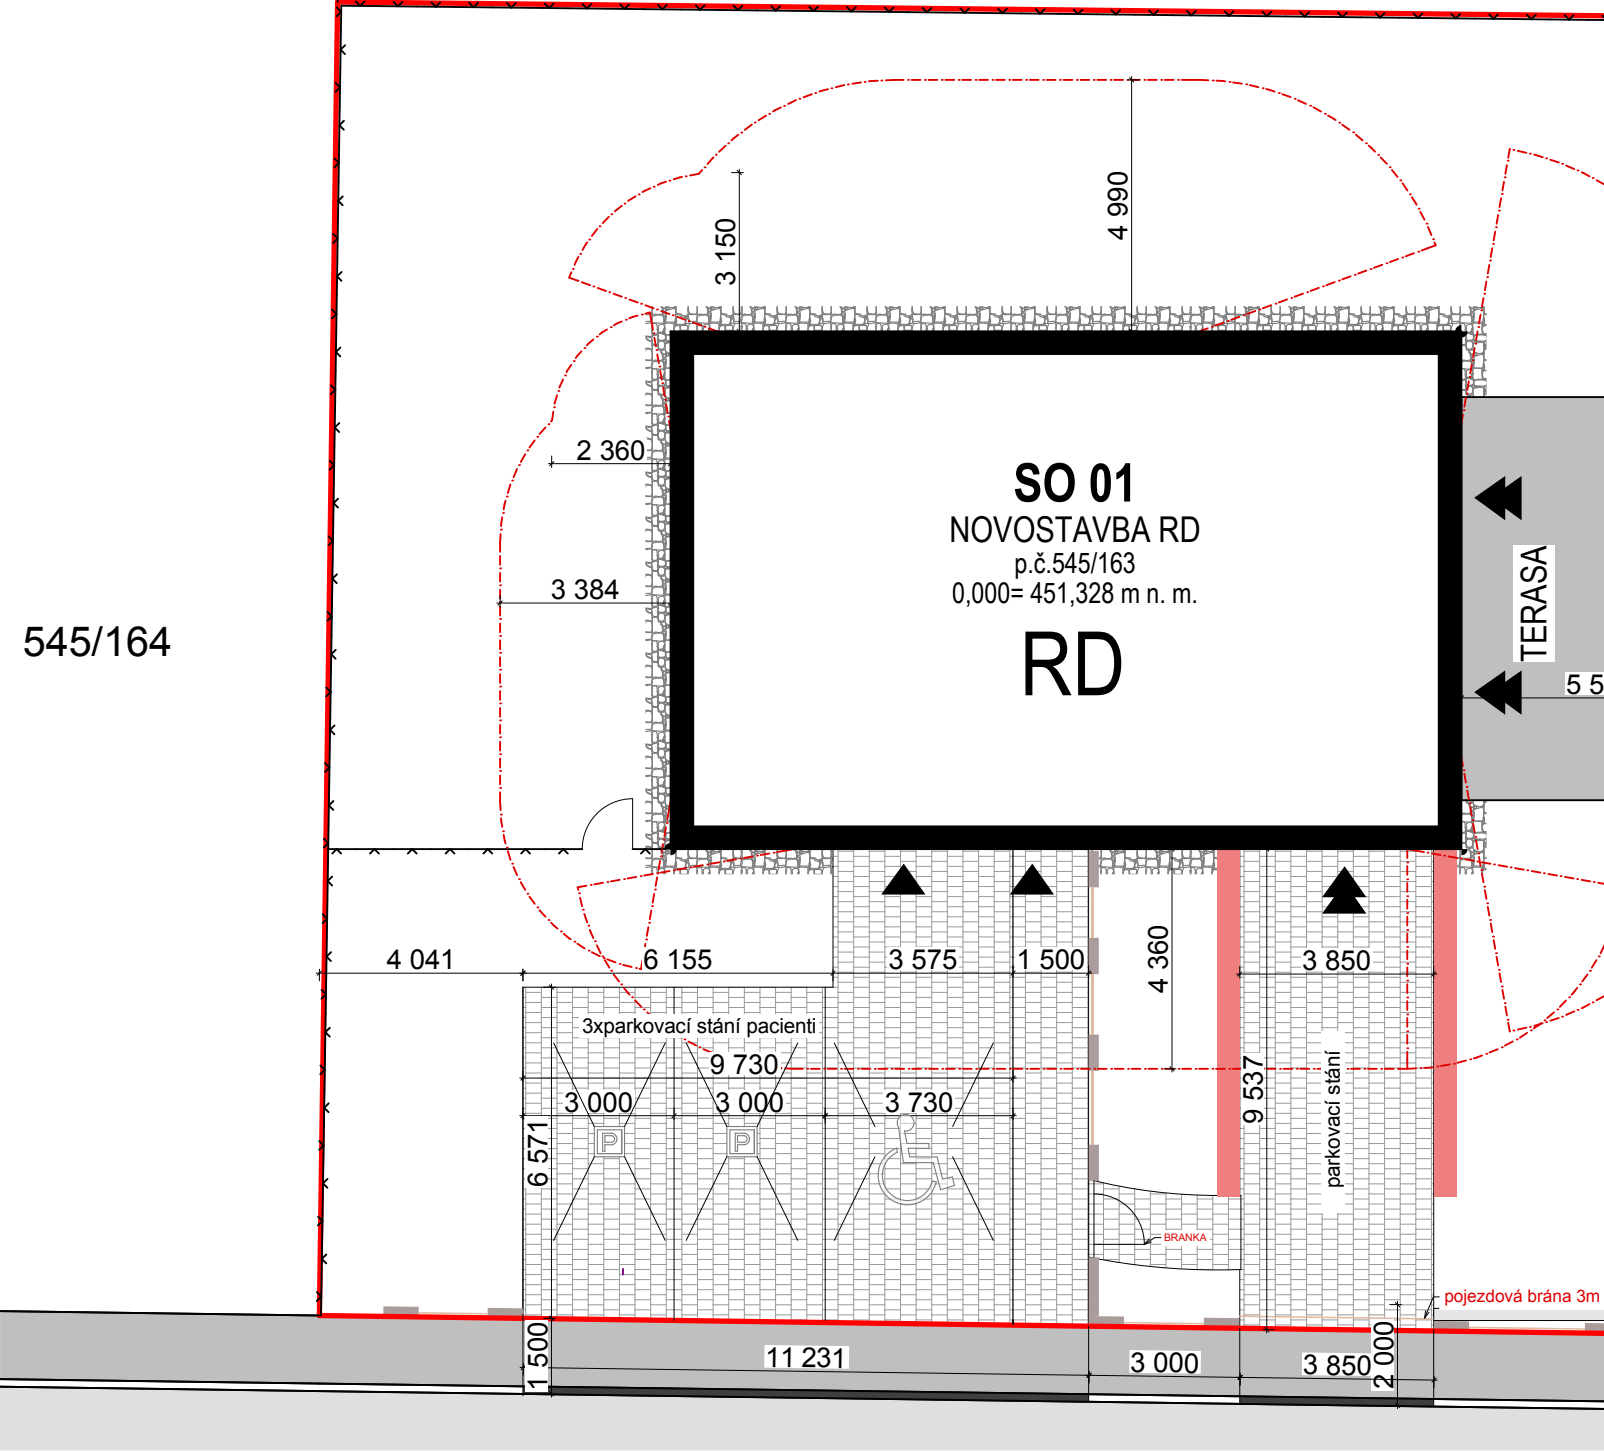 4 990
3 150
2 360
SO 01
NOVOSTAVBA RD
p.č.545/163
0,000= 451,328 m n. m.
RD
3 384
545/164
TERASA
5 5
4 041
6 155
3 575
1 500
4 360
3 850
3xparkovací stání pacienti
9 730
3 000
3 000
3 730
6 571
P
P
9 537
parkovací stání
BRANKA
pojezdová brána 3m
1 500
11 231
3 000
3 850
2 000